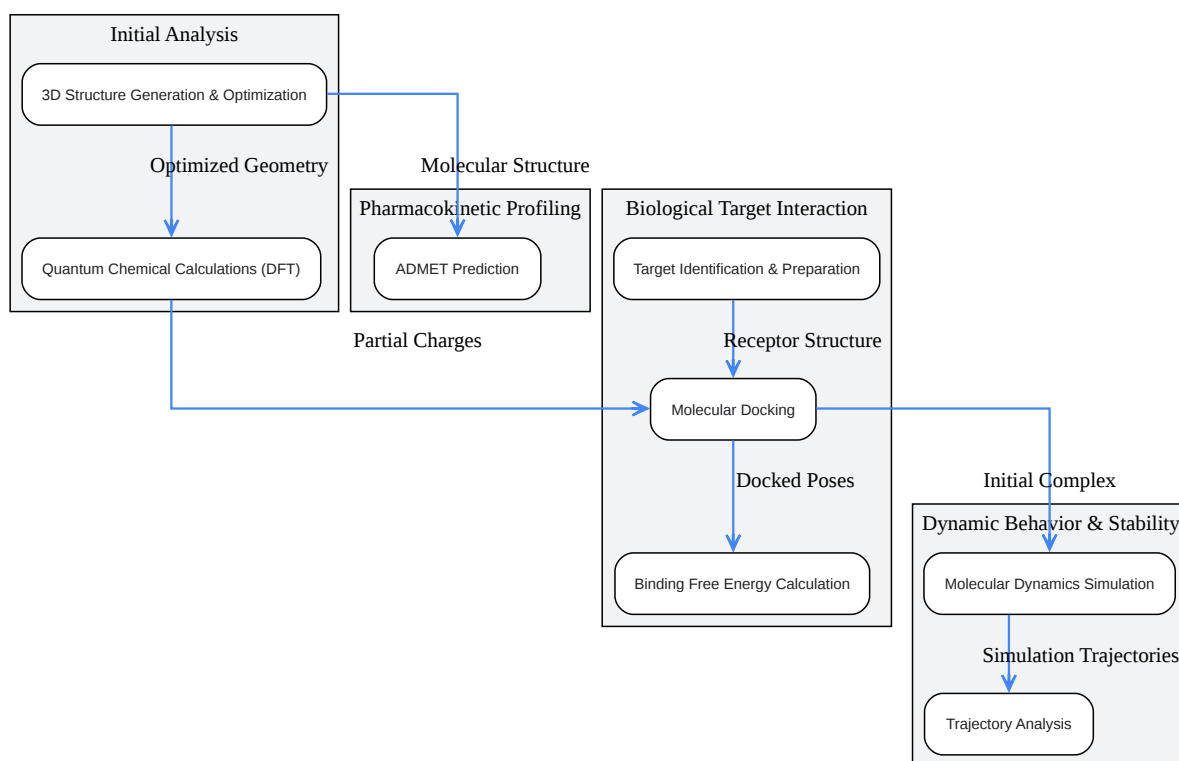 Initial Analysis
3D Structure Generation & Optimization
Optimized Geometry
Molecular Structure
Pharmacokinetic Profiling
Biological Target Interaction
Quantum Chemical Calculations (DFT)
ADMET Prediction
Target Identification & Preparation
Partial Charges
Receptor Structure
Molecular Docking
Docked Poses
Initial Complex
Dynamic Behavior & Stability
Binding Free Energy Calculation
Molecular Dynamics Simulation
Simulation Trajectories
Trajectory Analysis